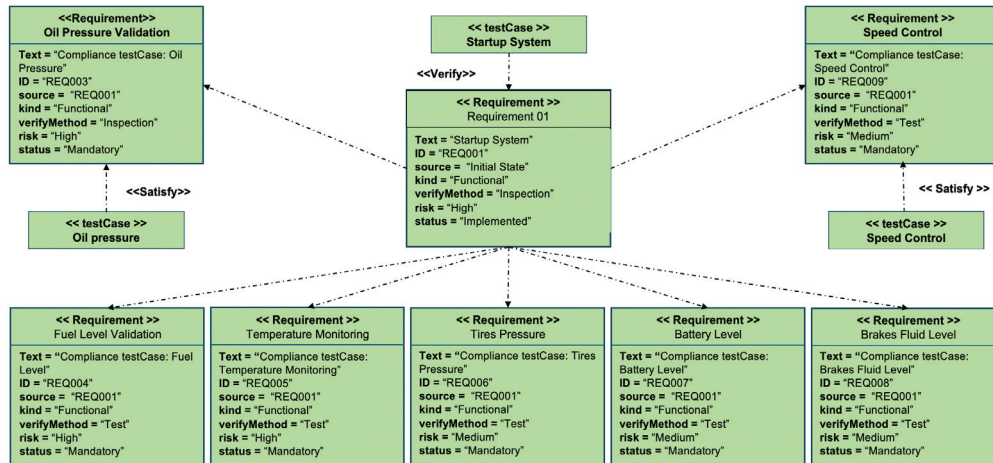 <<Requirement>>
Oil Pressure Validation
Text = “Compliance testCase: Oil
Pressure”
ID = “REQ003”
source = “REQ001”
kind = “Functional”
verifyMethod = “Inspection”
risk = “High”
status = “Mandatory”
<<Satisfy>>
<< testCase >>
Oil pressure
<< testCase >>
Startup System
<<Verify>>
<< Requirement >>
Requirement 01
Text = “Startup System”
ID = “REQ001”
source = “Initial State”
kind = “Functional”
verifyMethod = “Inspection”
risk = “High”
status = “Implemented”
<< Requirement >>
Speed Control
Text = “Compliance testCase:
Speed Control”
ID = “REQ009”
source = “REQ001”
kind = “Functional”
verifyMethod = “Test”
risk = “Medium”
status = “Mandatory”
<< Satisfy >>
<< testCase >>
Speed Control
<< Requirement >>
Fuel Level Validation
Text = “Compliance testCase: Fuel
Level”
ID = “REQ004”
source = “REQ001”
kind = “Functional”
verifyMethod = “Test”
risk = “High”
status = “Mandatory”
<< Requirement >>
Temperature Monitoring
Text = “Compliance testCase:
Temperature Monitoring”
ID = “REQ005”
source = “REQ001”
kind = “Functional”
verifyMethod = “Test”
risk = “High”
status = “Mandatory”
<< Requirement >>
Tires Pressure
Text = “Compliance testCase: Tires
Pressure”
ID = “REQ006”
source = “REQ001”
kind = “Functional”
verifyMethod = “Test”
risk = “Medium”
status = “Mandatory”
<< Requirement >>
Battery Level
Text = “Compliance testCase:
Battery Level”
ID = “REQ007”
source = “REQ001”
kind = “Functional”
verifyMethod = “Test”
risk = “Medium”
status = “Mandatory”
<< Requirement >>
Brakes Fluid Level
Text = “Compliance testCase:
Brakes Fluid Level”
ID = “REQ008”
source = “REQ001”
kind = “Functional”
verifyMethod = “Test”
risk = “Medium”
status = “Mandatory”